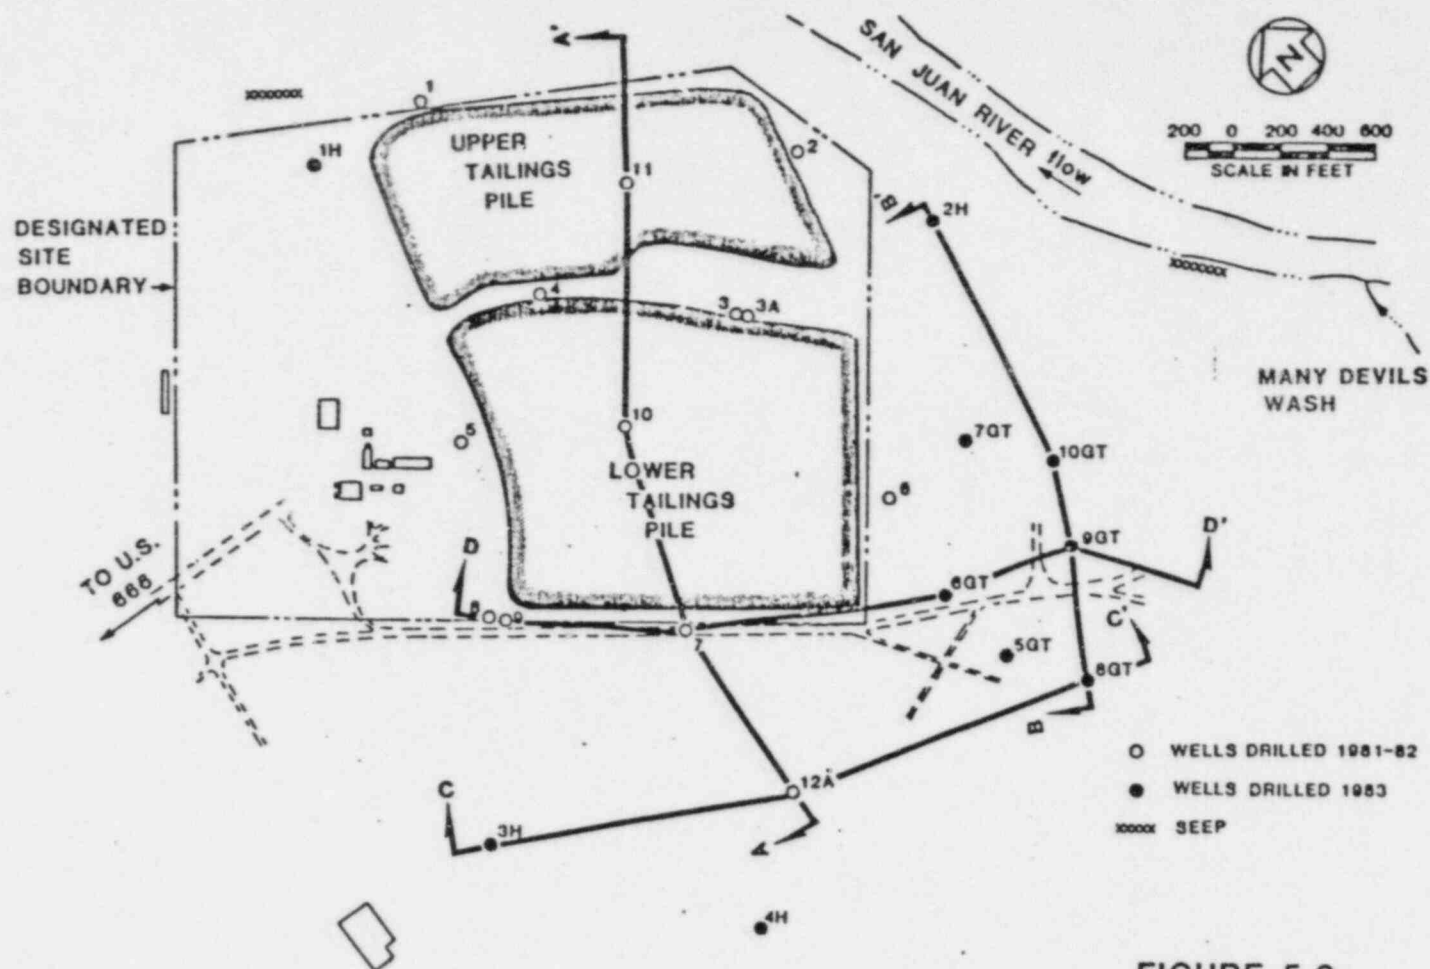 A'
SAN JUAN RIVER flow
N
200 0 200 400 600
SCALE IN FEET
1
1H
UPPER
TAILINGS
PILE
2
11
B'
2H
DESIGNATED
SITE
BOUNDARY
4
3
3A
MANY DEVILS
WASH
5
10
7GT
10GT
LOWER
TAILINGS
PILE
6
D
D'
9GT
TO U.S.
666
6GT
8
9
7
C'
5GT
8GT
B
WELLS DRILLED 1981-82
WELLS DRILLED 1983
SEEP
C
12A
3H
A
4H